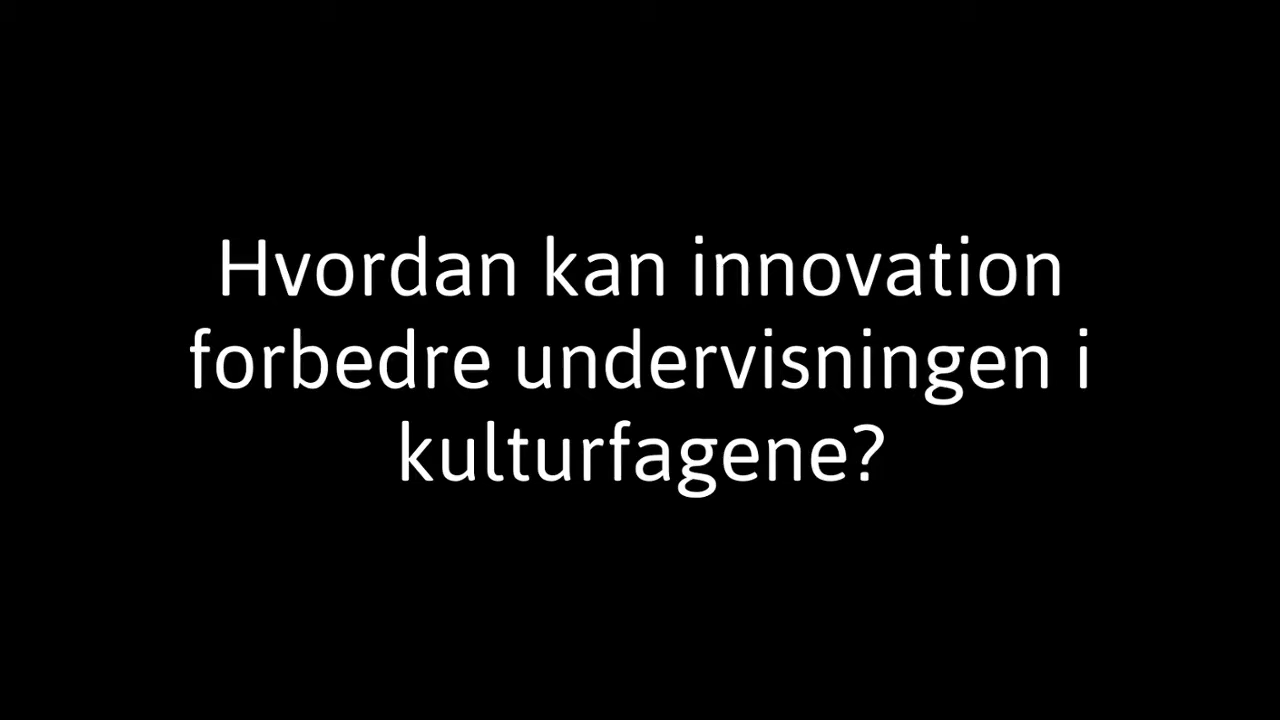 Hvordan kan innovation
forbedre undervisningen i
kulturfagene?